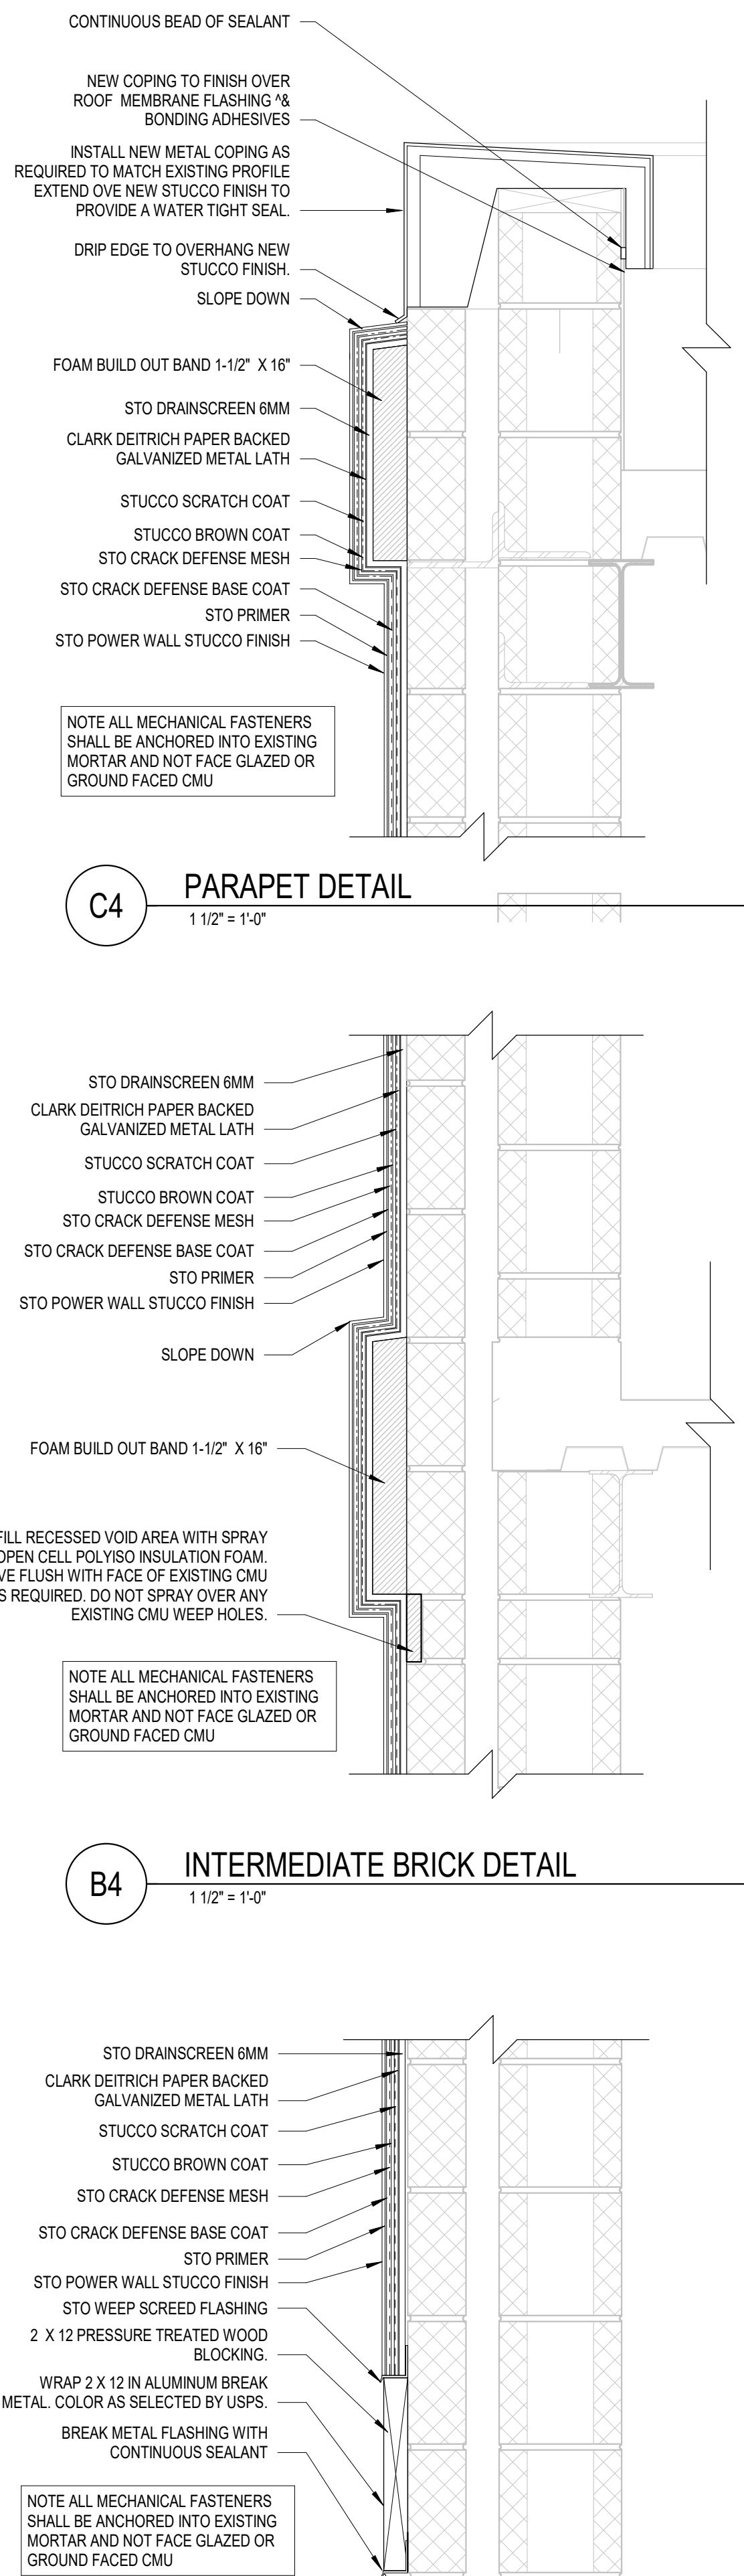 CONTINUOUS BEAD OF SEALANT
NEW COPING TO FINISH OVER
ROOF MEMBRANE FLASHING ^&
BONDING ADHESIVES
INSTALL NEW METAL COPING AS
REQUIRED TO MATCH EXISTING PROFILE
EXTEND OVE NEW STUCCO FINISH TO
PROVIDE A WATER TIGHT SEAL.
DRIP EDGE TO OVERHANG NEW
STUCCO FINISH.
SLOPE DOWN
FOAM BUILD OUT BAND 1-1/2" X 16"
STO DRAINSCREEN 6MM
CLARK DEITRICH PAPER BACKED
GALVANIZED METAL LATH
STUCCO SCRATCH COAT
STUCCO BROWN COAT
STO CRACK DEFENSE MESH
STO CRACK DEFENSE BASE COAT
STO PRIMER
STO POWER WALL STUCCO FINISH
NOTE ALL MECHANICAL FASTENERS
SHALL BE ANCHORED INTO EXISTING
MORTAR AND NOT FACE GLAZED OR
GROUND FACED CMU
C4
PARAPET DETAIL
1 1/2" = 1'-0"
STO DRAINSCREEN 6MM
CLARK DEITRICH PAPER BACKED
GALVANIZED METAL LATH
STUCCO SCRATCH COAT
STUCCO BROWN COAT
STO CRACK DEFENSE MESH
STO CRACK DEFENSE BASE COAT
STO PRIMER
STO POWER WALL STUCCO FINISH
SLOPE DOWN
FOAM BUILD OUT BAND 1-1/2" X 16"
FILL RECESSED VOID AREA WITH SPRAY
OPEN CELL POLYISO INSULATION FOAM.
FLUSH WITH FACE OF EXISTING CMU
REQUIRED. DO NOT SPRAY OVER ANY
EXISTING CMU WEEP HOLES.
NOTE ALL MECHANICAL FASTENERS
SHALL BE ANCHORED INTO EXISTING
MORTAR AND NOT FACE GLAZED OR
GROUND FACED CMU
B4
INTERMEDIATE BRICK DETAIL
1 1/2" = 1'-0"
STO DRAINSCREEN 6MM
CLARK DEITRICH PAPER BACKED
GALVANIZED METAL LATH
STUCCO SCRATCH COAT
STUCCO BROWN COAT
STO CRACK DEFENSE MESH
STO CRACK DEFENSE BASE COAT
STO PRIMER
STO POWER WALL STUCCO FINISH
STO WEEP SCREED FLASHING
2 X 12 PRESSURE TREATED WOOD
BLOCKING.
WRAP 2 X 12 IN ALUMINUM BREAK
METAL. COLOR AS SELECTED BY USPS.
BREAK METAL FLASHING WITH
CONTINUOUS SEALANT
NOTE ALL MECHANICAL FASTENERS
SHALL BE ANCHORED INTO EXISTING
MORTAR AND NOT FACE GLAZED OR
GROUND FACED CMU